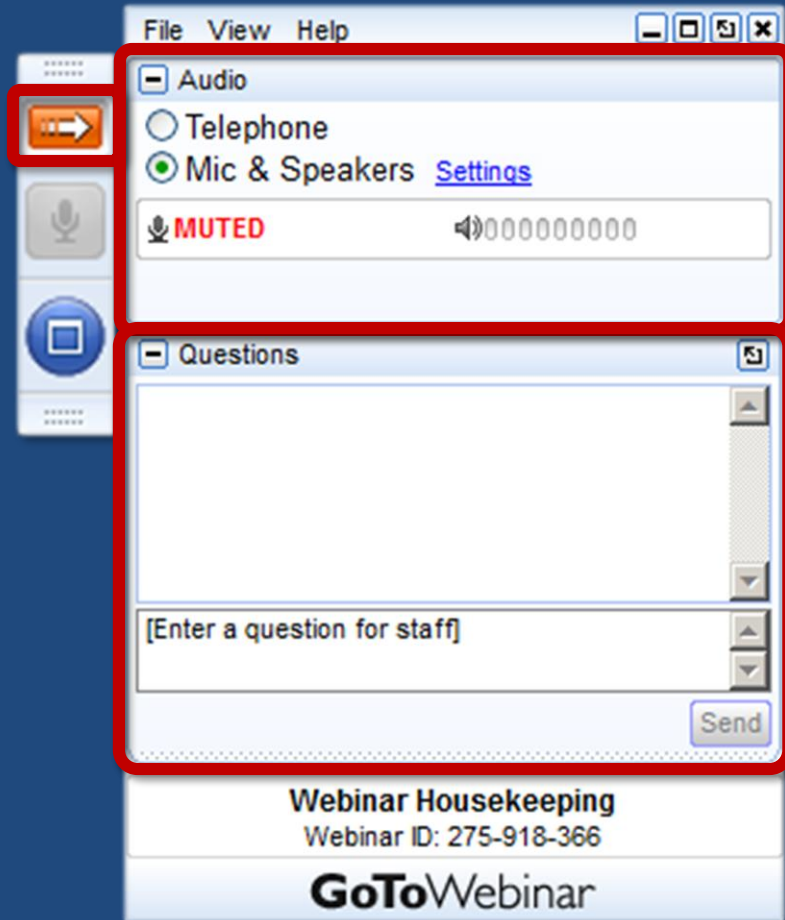 File View Help
Audio
Telephone
Mic & Speakers Settings
MUTED 000000000
Questions
[Enter a question for staff]
Send
Webinar Housekeeping
Webinar ID: 275-918-366
GoToWebinar